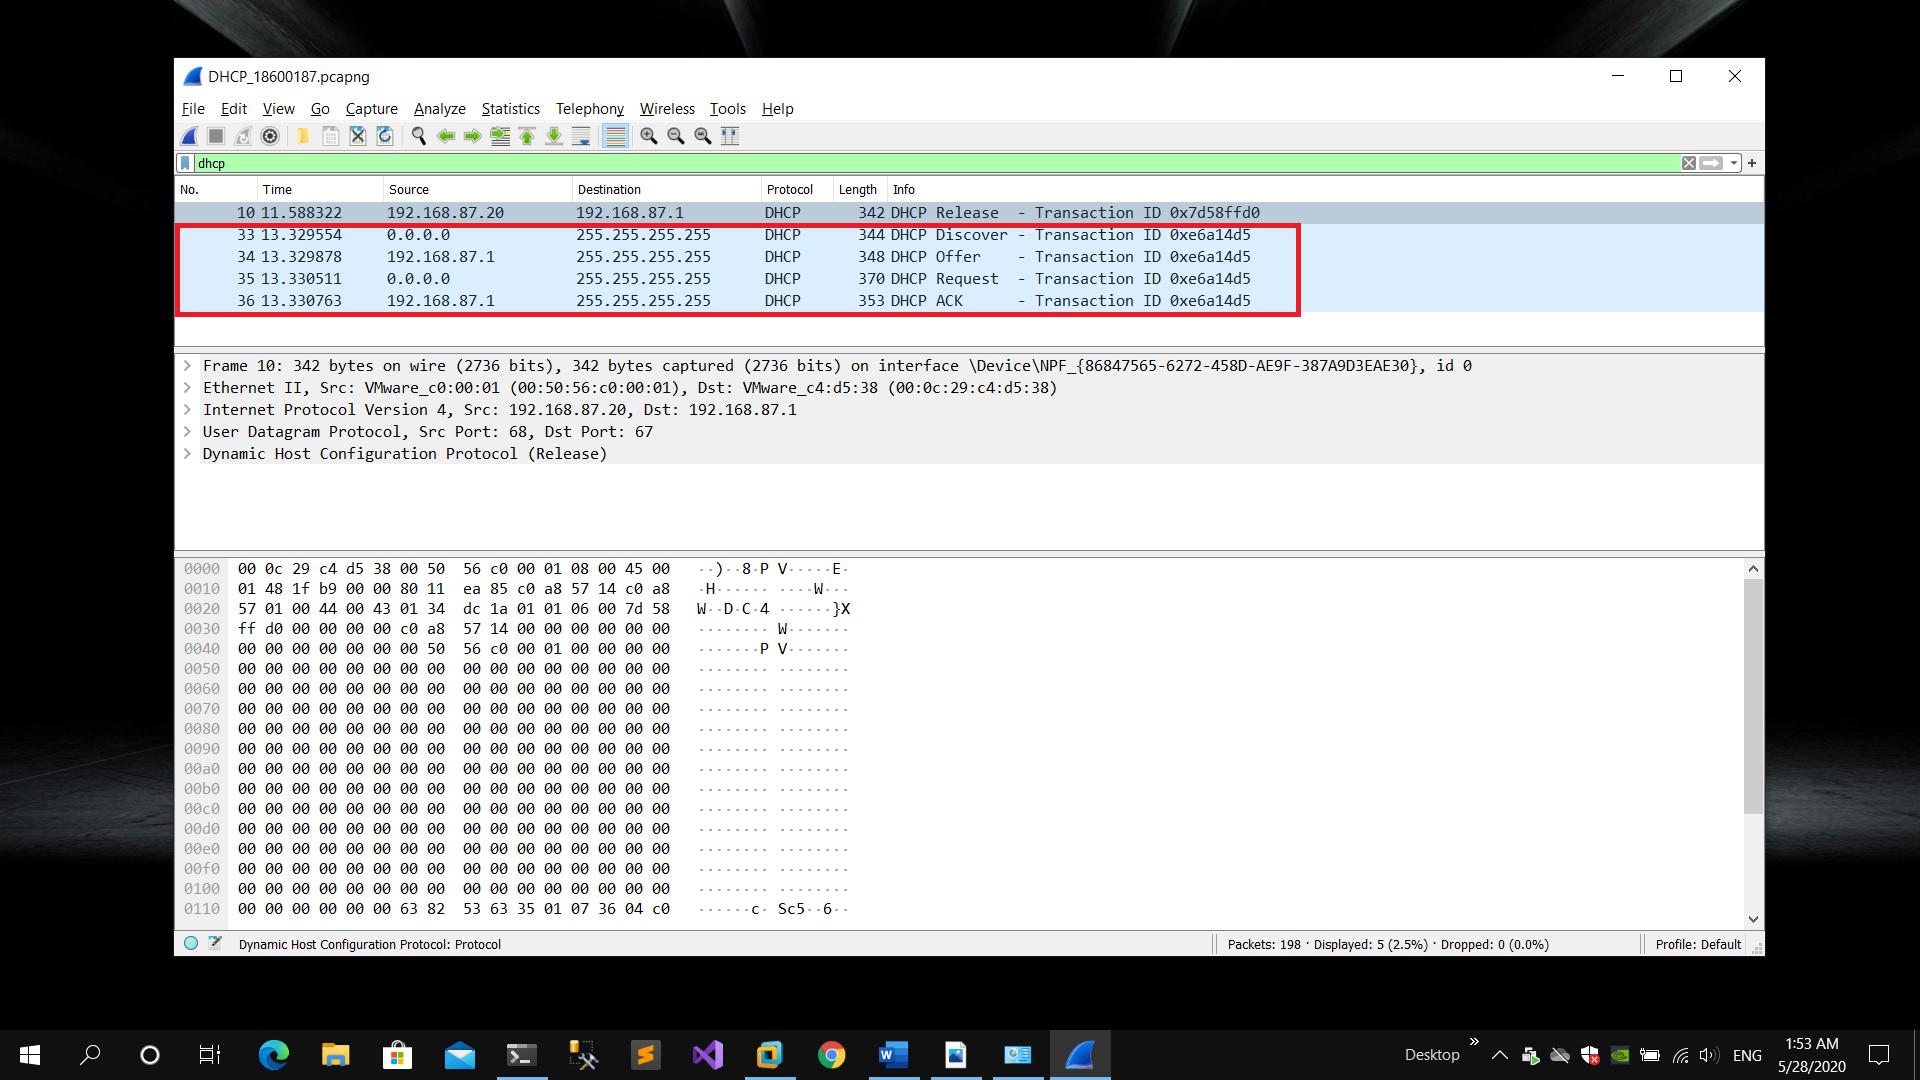 DHCP_18600187.pcapng
File Edit View Go Capture Analyze Statistics Telephony Wireless Tools Help
dhcp
No. Time Source Destination Protocol Length Info
10 11.588322 192.168.87.20 192.168.87.1 DHCP 342 DHCP Release - Transaction ID 0x7d58ffd0
33 13.329554 0.0.0.0 255.255.255.255 DHCP 344 DHCP Discover - Transaction ID 0xe6a14d5
34 13.329878 192.168.87.1 255.255.255.255 DHCP 348 DHCP Offer - Transaction ID 0xe6a14d5
35 13.330511 0.0.0.0 255.255.255.255 DHCP 370 DHCP Request - Transaction ID 0xe6a14d5
36 13.330763 192.168.87.1 255.255.255.255 DHCP 353 DHCP ACK - Transaction ID 0xe6a14d5
Frame 10: 342 bytes on wire (2736 bits), 342 bytes captured (2736 bits) on interface \Device\NPF_{86847565-6272-458D-AE9F-387A9D3EAE30}, id 0
Ethernet II, Src: VMware_c0:00:01 (00:50:56:c0:00:01), Dst: VMware_c4:d5:38 (00:0c:29:c4:d5:38)
Internet Protocol Version 4, Src: 192.168.87.20, Dst: 192.168.87.1
User Datagram Protocol, Src Port: 68, Dst Port: 67
Dynamic Host Configuration Protocol (Release)
0000 00 0c 29 c4 d5 38 00 50 56 c0 00 01 08 00 45 00 ··)··8·P V·····E·
0010 01 48 1f b9 00 00 80 11 ea 85 c0 a8 57 14 c0 a8 ·H······ ····W···
0020 57 01 00 44 00 43 01 34 dc 1a 01 01 06 00 7d 58 W··D·C·4 ······}X
0030 ff d0 00 00 00 00 c0 a8 57 14 00 00 00 00 00 00 ········ W·······
0040 00 00 00 00 00 00 00 50 56 c0 00 01 00 00 00 00 ·······P V·······
0050 00 00 00 00 00 00 00 00 00 00 00 00 00 00 00 00 ········ ········
0060 00 00 00 00 00 00 00 00 00 00 00 00 00 00 00 00 ········ ········
0070 00 00 00 00 00 00 00 00 00 00 00 00 00 00 00 00 ········ ········
0080 00 00 00 00 00 00 00 00 00 00 00 00 00 00 00 00 ········ ········
0090 00 00 00 00 00 00 00 00 00 00 00 00 00 00 00 00 ········ ········
00a0 00 00 00 00 00 00 00 00 00 00 00 00 00 00 00 00 ········ ········
00b0 00 00 00 00 00 00 00 00 00 00 00 00 00 00 00 00 ········ ········
00c0 00 00 00 00 00 00 00 00 00 00 00 00 00 00 00 00 ········ ········
00d0 00 00 00 00 00 00 00 00 00 00 00 00 00 00 00 00 ········ ········
00e0 00 00 00 00 00 00 00 00 00 00 00 00 00 00 00 00 ········ ········
00f0 00 00 00 00 00 00 00 00 00 00 00 00 00 00 00 00 ········ ········
0100 00 00 00 00 00 00 00 00 00 00 00 00 00 00 00 00 ········ ········
0110 00 00 00 00 00 00 63 82 53 63 35 01 07 36 04 c0 ······c· Sc5··6··
Dynamic Host Configuration Protocol: Protocol
Packets: 198 · Displayed: 5 (2.5%) · Dropped: 0 (0.0%)
Profile: Default
Desktop
ENG
1:53 AM
5/28/2020